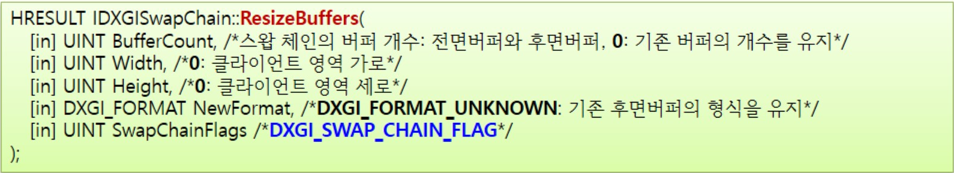 HRESULT IDXGISwapChain::ResizeBuffers(
[in] UINT BufferCount, /*스왑 체인의 버퍼 개수: 전면버퍼와 후면버퍼, 0: 기존 버퍼의 개수를 유지*/
[in] UINT Width, /*0: 클라이언트 영역 가로*/
[in] UINT Height, /*0: 클라이언트 영역 세로*/
[in] DXGI_FORMAT NewFormat, /*DXGI_FORMAT_UNKNOWN: 기존 후면버퍼의 형식을 유지*/
[in] UINT SwapChainFlags /*DXGI_SWAP_CHAIN_FLAG*/
);